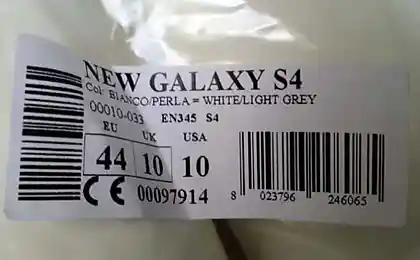 NEW GALAXY S4
Col: BIANCO/PERLA = WHITE/LIGHT GREY
00010-033 EN345 S4
EU UK USA
44 10 10
CE 00097914
8 023796 246065